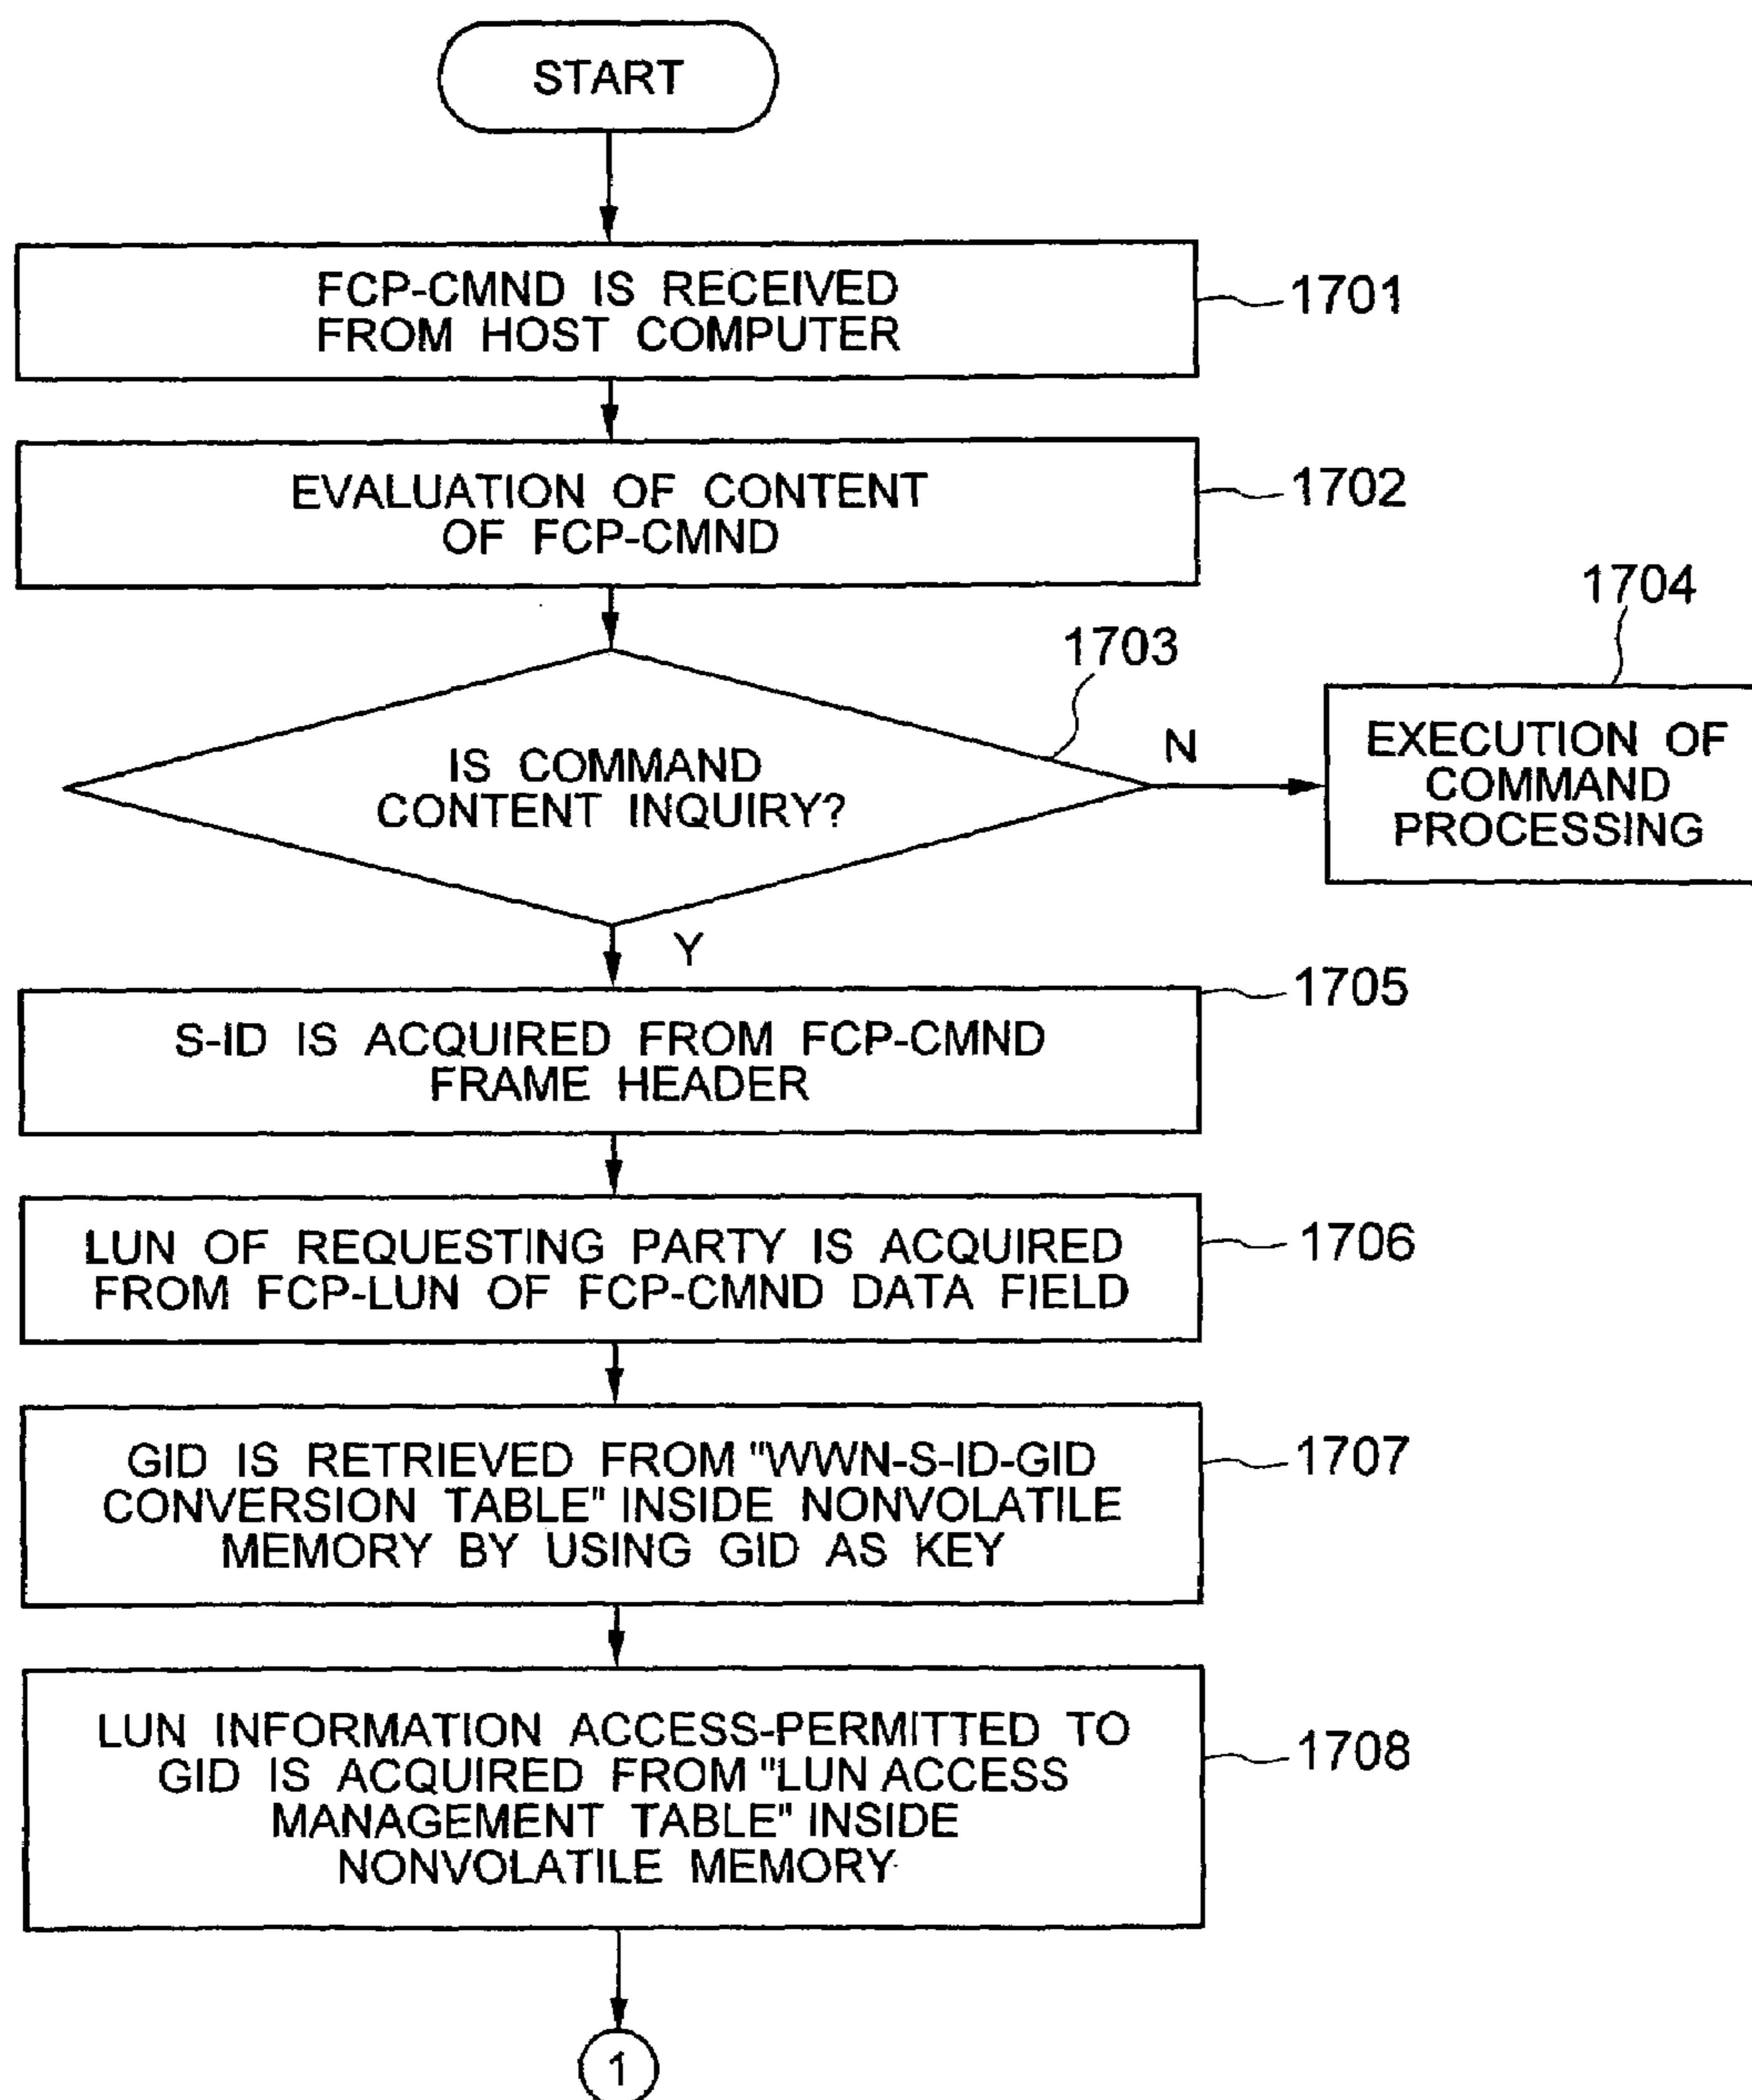 START
FCP-CMND IS RECEIVED
FROM HOST COMPUTER
1701
EVALUATION OF CONTENT
OF FCP-CMND
1702
IS COMMAND
CONTENT INQUIRY?
1703
N
EXECUTION OF
COMMAND
PROCESSING
1704
Y
S-ID IS ACQUIRED FROM FCP-CMND
FRAME HEADER
1705
LUN OF REQUESTING PARTY IS ACQUIRED
FROM FCP-LUN OF FCP-CMND DATA FIELD
1706
GID IS RETRIEVED FROM "WWN-S-ID-GID
CONVERSION TABLE" INSIDE NONVOLATILE
MEMORY BY USING GID AS KEY
1707
LUN INFORMATION ACCESS-PERMITTED TO
GID IS ACQUIRED FROM "LUN ACCESS
MANAGEMENT TABLE" INSIDE
NONVOLATILE MEMORY
1708
1